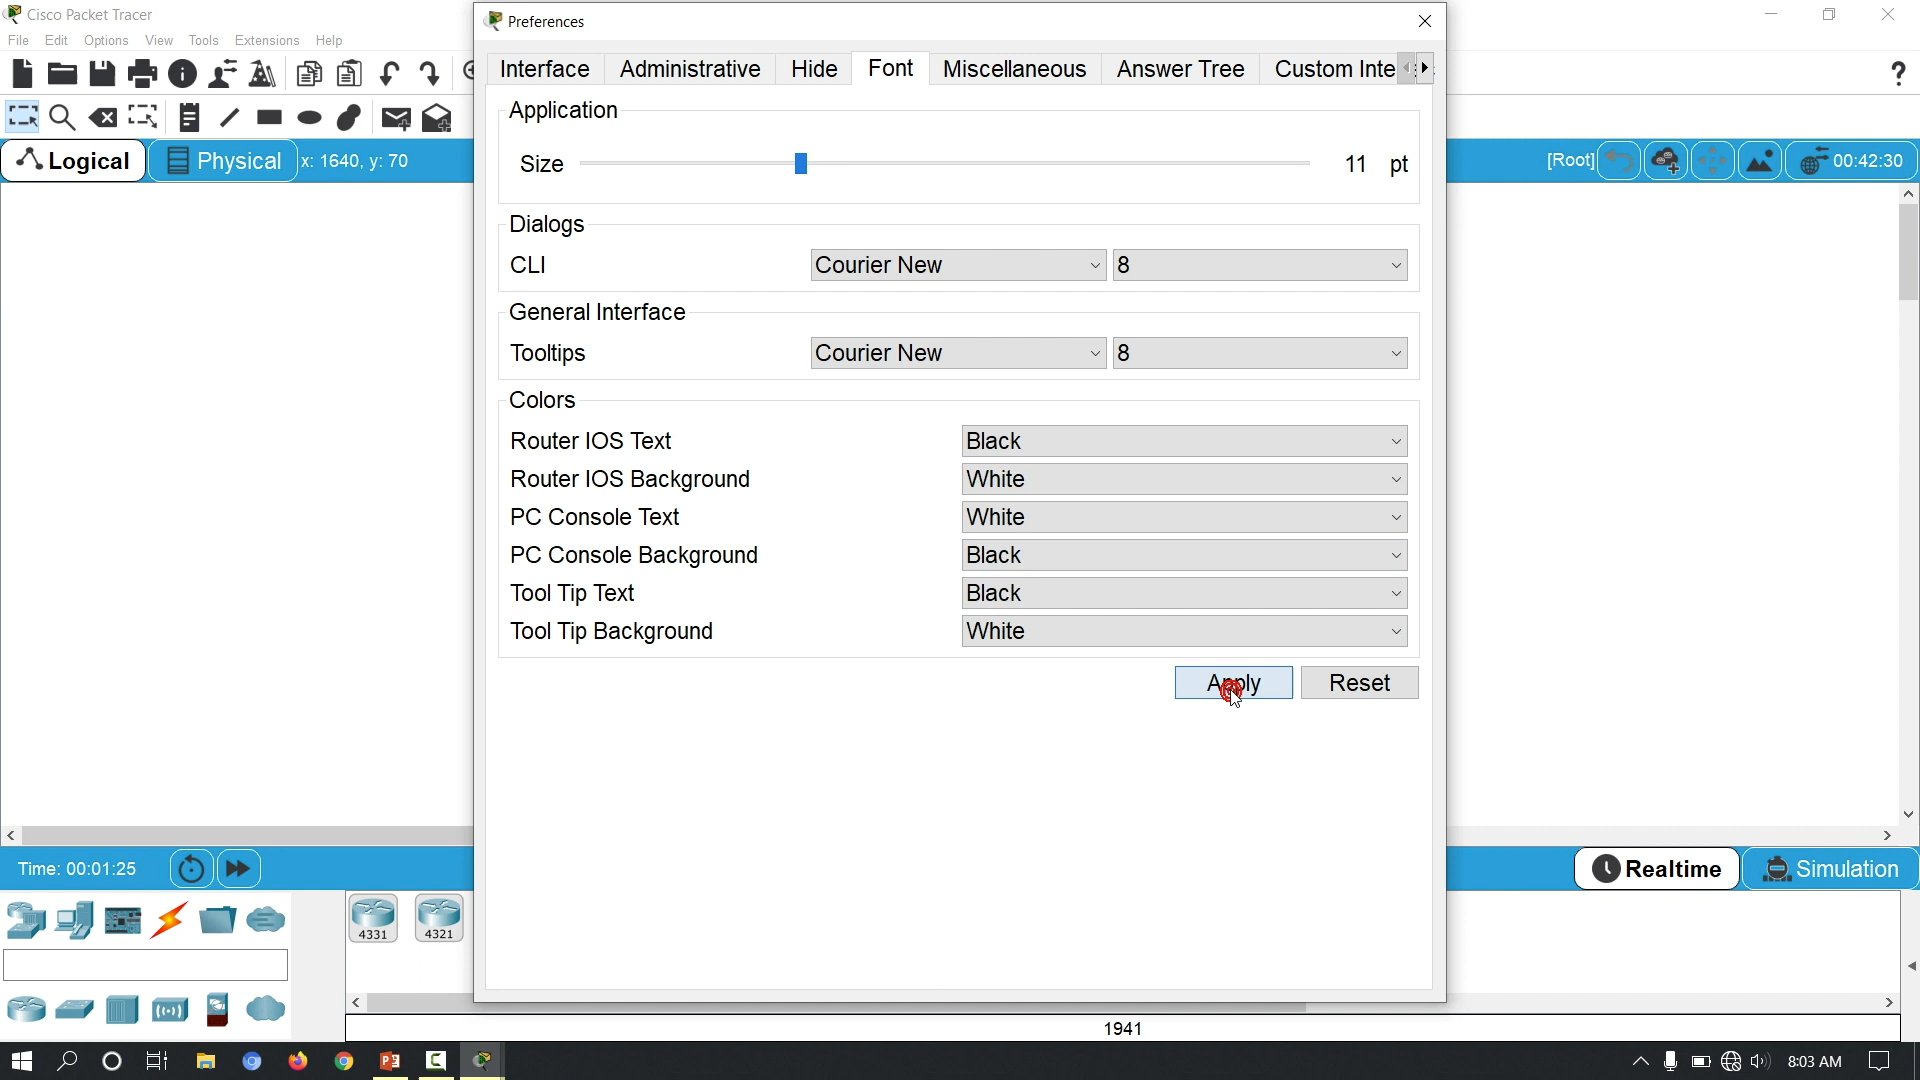 Cisco Packet Tracer
Preferences
File Edit Options View Tools Extensions Help
Interface Administrative Hide Font Miscellaneous Answer Tree Custom Inte
Application
Size 11 pt
Logical Physical x: 1640, y: 70
[Root] 00:42:30
Dialogs
CLI Courier New 8
General Interface
Tooltips Courier New 8
Colors
Router IOS Text Black
Router IOS Background White
PC Console Text White
PC Console Background Black
Tool Tip Text Black
Tool Tip Background White
Apply Reset
Time: 00:01:25
Realtime Simulation
4331 4321
1941
8:03 AM